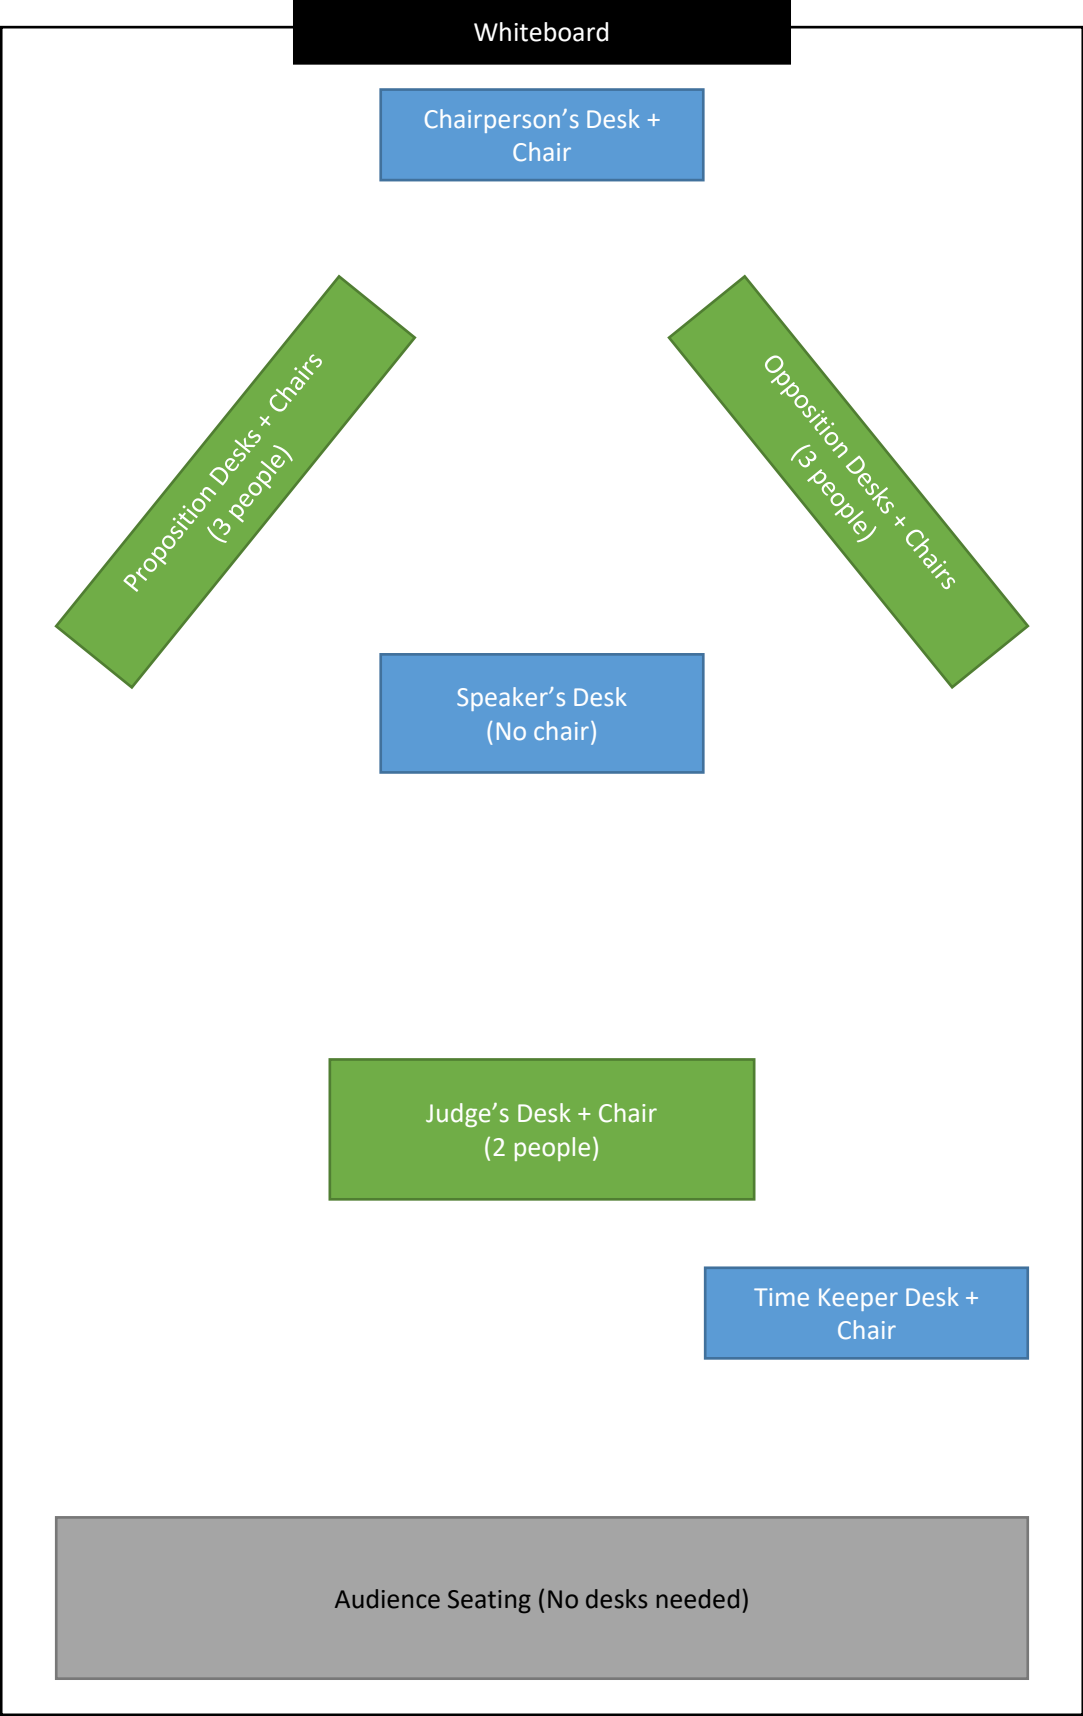 Whiteboard
Chairperson’s Desk +
Chair
Proposition Desks + Chairs
(3 people)
Opposition Desks + Chairs
(3 people)
Speaker’s Desk
(No chair)
Judge’s Desk + Chair
(2 people)
Time Keeper Desk +
Chair
Audience Seating (No desks needed)